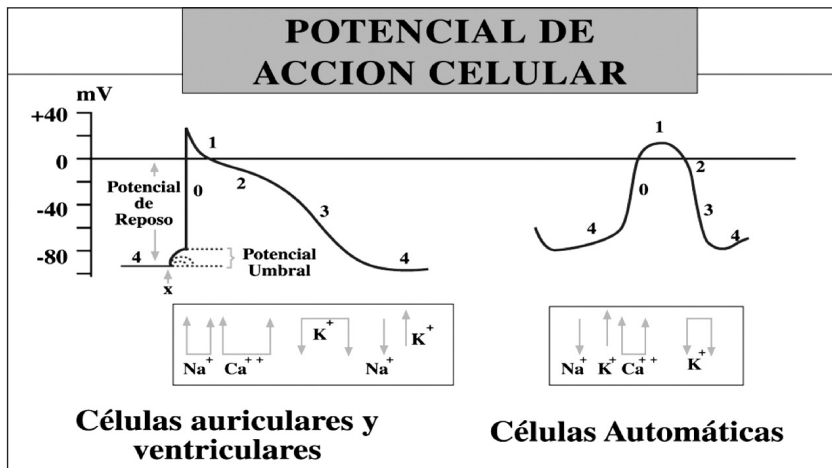 POTENCIAL DE
ACCION CELULAR
mV
+40
0
-40
-80
Potencial
de
Reposo
4
x
0
1
2
3
4
Potencial
Umbral
4
0
1
2
3
4
Na+ Ca++ K+ Na+ K+
Na+ K+ Ca++ K+
Células auriculares y
ventriculares
Células Automáticas